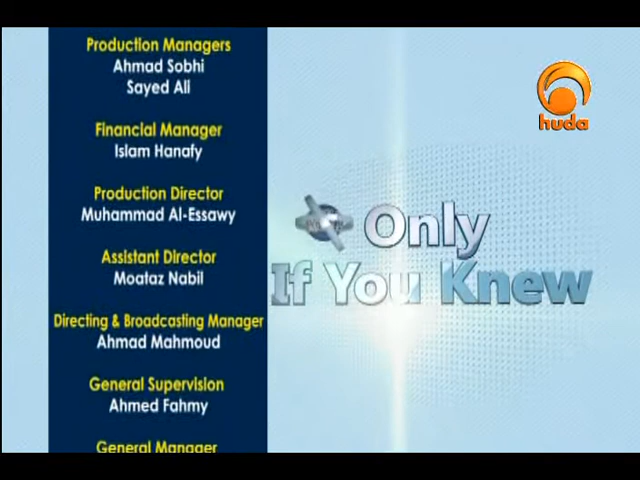 Production Managers
Ahmad Sobhi
Sayed Ali
Financial Manager
Islam Hanafy
Production Director
Muhammad Al-Essawy
Assistant Director
Moataz Nabil
Directing & Broadcasting Manager
Ahmad Mahmoud
General Supervision
Ahmed Fahmy
General Manager
huda
Only
If You Knew